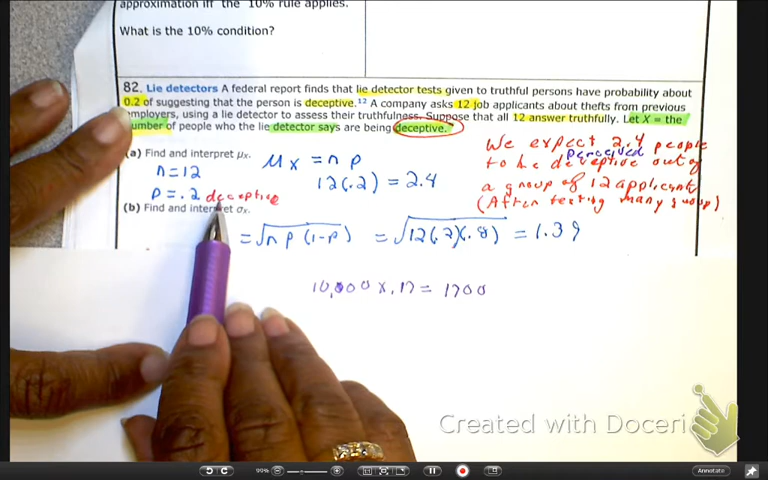 approximation iff the 10% rule applies.
What is the 10% condition?
82. Lie detectors A federal report finds that lie detector tests given to truthful persons have probability about
0.2 of suggesting that the person is deceptive.¹² A company asks 12 job applicants about thefts from previous
employers, using a lie detector to assess their truthfulness. Suppose that all 12 answer truthfully. Let X = the
number of people who the lie detector says are being deceptive.
We expect 2.4 people
perceived
to be deceptive out of
a group of 12 applicants
(After testing many group)
(a) Find and interpret μx.
μx = n p
n=12
12(.2) = 2.4
p=.2 deceptive
(b) Find and interpret σx.
=√n p (1-p) =√12(.2)(.8) = 1.39
10,000 x .17 = 1700
Created with Doceri
99%
Annotate